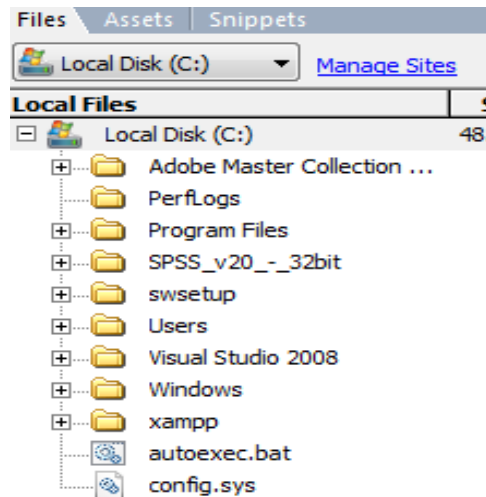 Files Assets Snippets
Local Disk (C:) Manage Sites
Local Files
Local Disk (C:) 48
Adobe Master Collection ...
PerfLogs
Program Files
SPSS_v20_-_32bit
swsetup
Users
Visual Studio 2008
Windows
xampp
autoexec.bat
config.sys